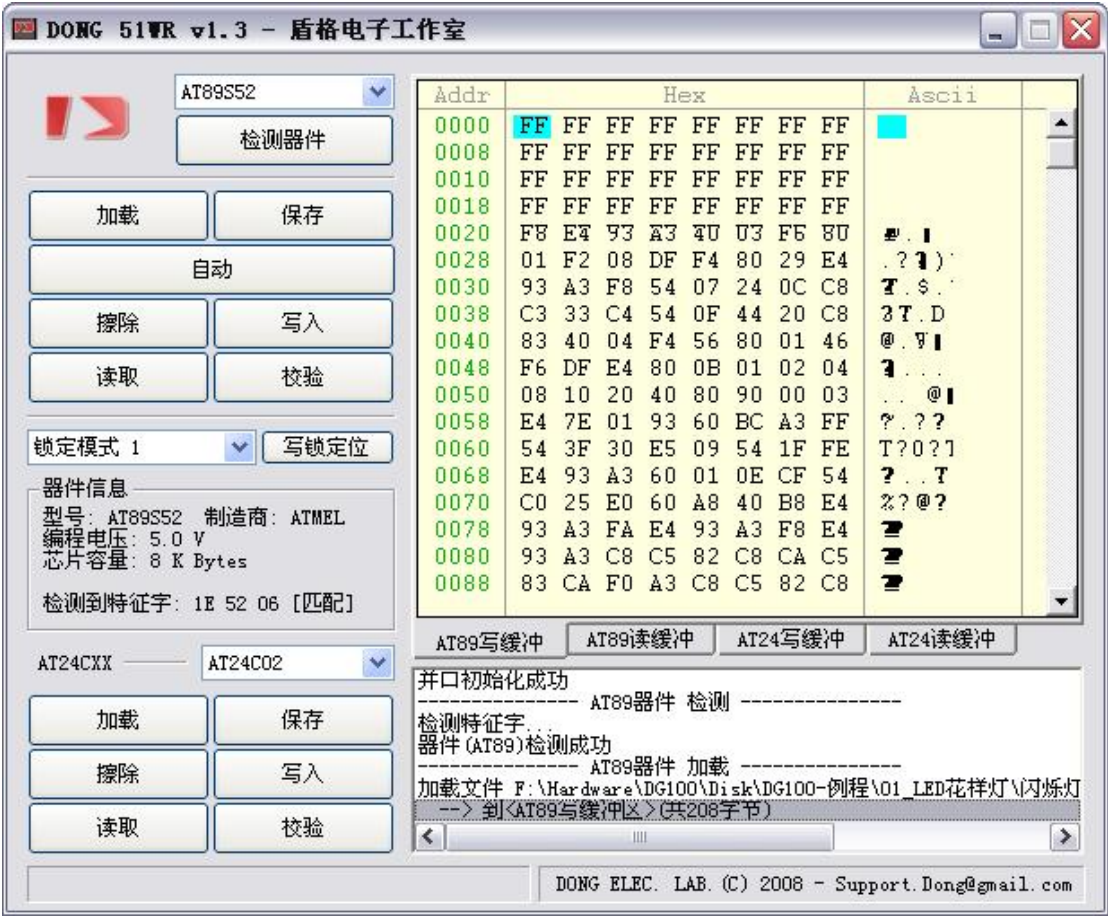 DONG 51WR v1.3 - 盾格电子工作室
AT89S52
检测器件
加载 保存
自动
擦除 写入
读取 校验
锁定模式 1 写锁定位
器件信息
型号: AT89S52 制造商: ATMEL
编程电压: 5.0 V
芯片容量: 8 K Bytes
检测到特征字: 1E 52 06 [匹配]
AT24CXX AT24C02
加载 保存
擦除 写入
读取 校验
Addr Hex Ascii
0000 FF FF FF FF FF FF FF FF
0008 FF FF FF FF FF FF FF FF
0010 FF FF FF FF FF FF FF FF
0018 FF FF FF FF FF FF FF FF
0020 F8 E4 93 A3 40 03 F6 80
0028 01 F2 08 DF F4 80 29 E4
0030 93 A3 F8 54 07 24 0C C8
0038 C3 33 C4 54 0F 44 20 C8
0040 83 40 04 F4 56 80 01 46
0048 F6 DF E4 80 0B 01 02 04
0050 08 10 20 40 80 90 00 03
0058 E4 7E 01 93 60 BC A3 FF ?.??
0060 54 3F 30 E5 09 54 1F FE T?0?T
0068 E4 93 A3 60 01 0E CF 54 ?..T
0070 C0 25 E0 60 A8 40 B8 E4 %?@?
0078 93 A3 FA E4 93 A3 F8 E4
0080 93 A3 C8 C5 82 C8 CA C5
0088 83 CA F0 A3 C8 C5 82 C8
AT89写缓冲 AT89读缓冲 AT24写缓冲 AT24读缓冲
并口初始化成功
--------------- AT89器件 检测 ---------------
检测特征字...
器件(AT89)检测成功
--------------- AT89器件 加载 ---------------
加载文件 F:\Hardware\DG100\Disk\DG100-例程\01_LED花样灯\闪烁灯
--> 到<AT89写缓冲区>(共208字节)
DONG ELEC. LAB. (C) 2008 - Support.Dong@gmail.com